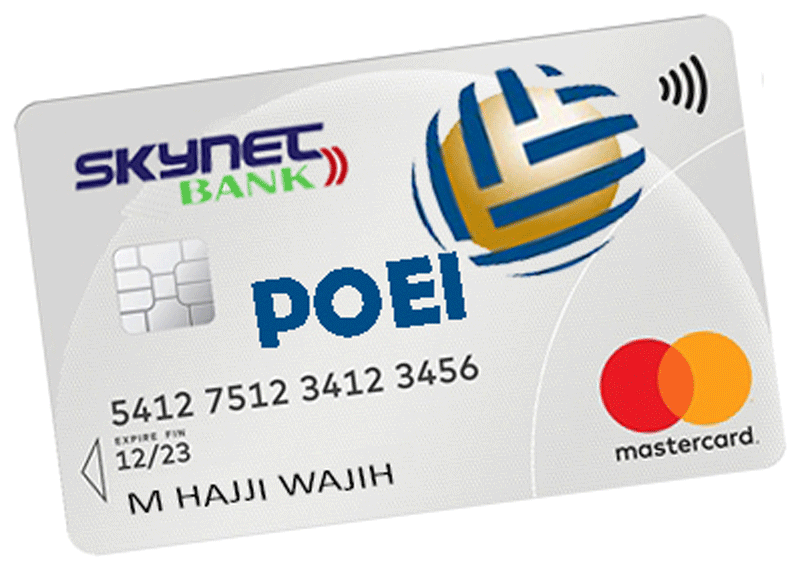 SKYNET
BANK
POEI
5412 7512 3412 3456
EXPIRE FIN
12/23
M HAJJI WAJIH
mastercard.